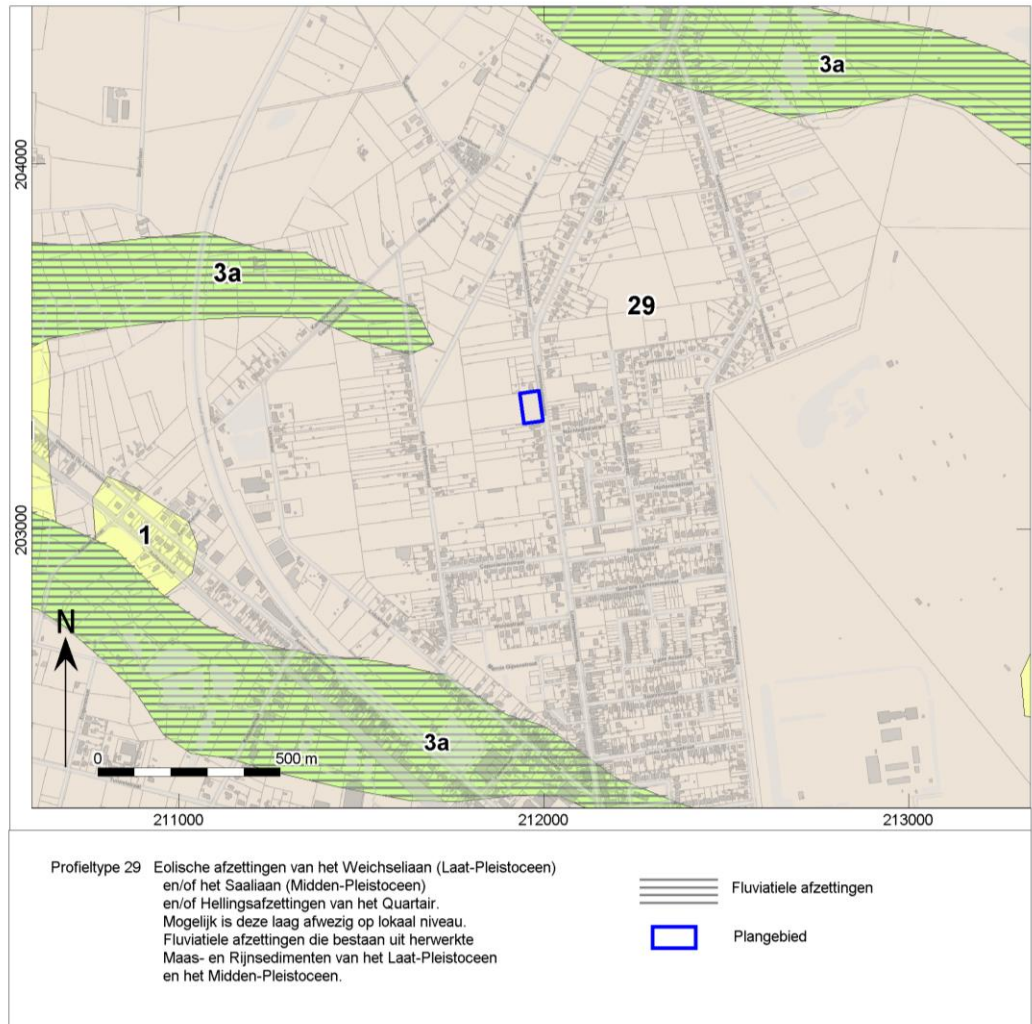 3a
204000
3a
29
203000
1
N
3a
0 500 m
211000 212000 213000
Profieltype 29 Eolische afzettingen van het Weichseliaan (Laat-Pleistoceen)
en/of het Saaliaan (Midden-Pleistoceen)
en/of Hellingsafzettingen van het Quartair.
Mogelijk is deze laag afwezig op lokaal niveau.
Fluviatiele afzettingen die bestaan uit herwerkte
Maas- en Rijnsedimenten van het Laat-Pleistoceen
en het Midden-Pleistoceen.
Fluviatiele afzettingen
Plangebied